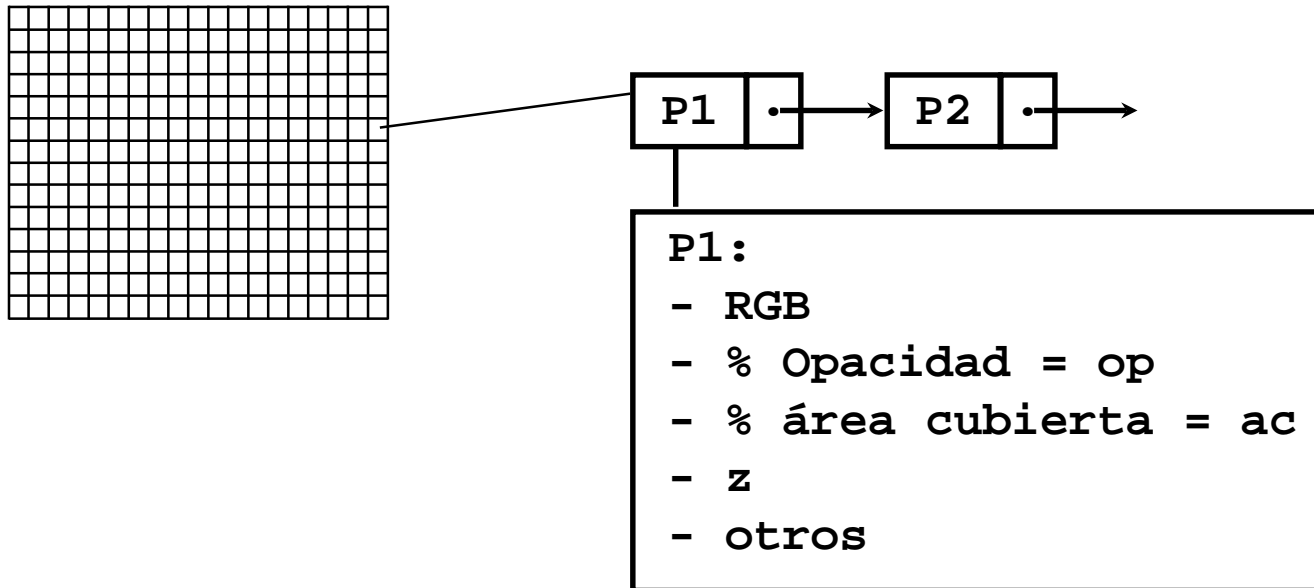 P1
P2
P1:
- RGB
- % Opacidad = op
- % área cubierta = ac
- z
- otros